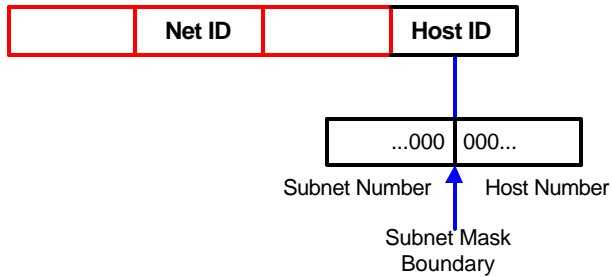 Net ID Host ID
...000 000...
Subnet Number Host Number
Subnet Mask
Boundary